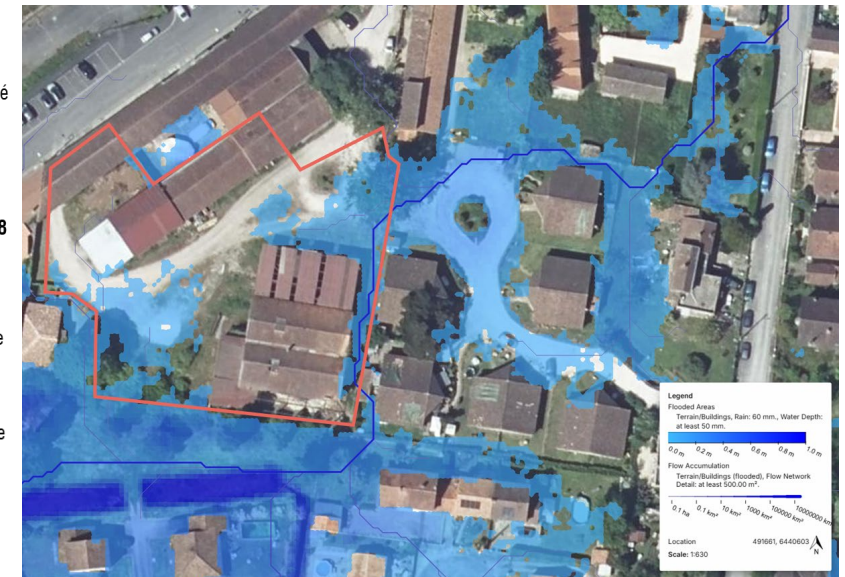 é
8
e
e
Legend
Flooded Areas
Terrain/Buildings, Rain: 60 mm., Water Depth:
at least 50 mm.
0.0 m 0.2 m 0.4 m 0.6 m 0.8 m 1.0 m
Flow Accumulation
Terrain/Buildings (flooded), Flow Network
Detail: at least 500.00 m².
0.1 ha 0.1 km² 10 km² 1000 km² 100000 km² 10000000 km
Location 491661, 6440603
Scale: 1:630
N